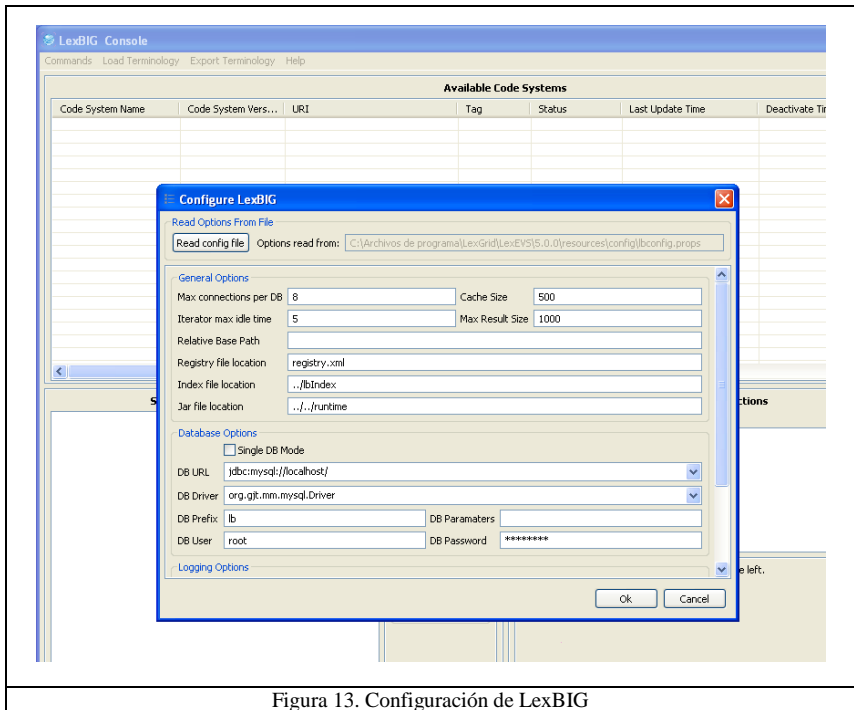 LexBIG Console
Commands Load Terminology Export Terminology Help
Available Code Systems
Code System Name Code System Vers... URI Tag Status Last Update Time Deactivate Tir
Configure LexBIG
Read Options From File
Read config file Options read from: C:\Archivos de programa\LexGrid\LexEVS\5.0.0\resources\config\lbconfig.props
General Options
Max connections per DB 8 Cache Size 500
Iterator max idle time 5 Max Result Size 1000
Relative Base Path
Registry file location registry.xml
Index file location ../lbIndex
S
Jar file location ../../runtime
ctions
Database Options
Single DB Mode
DB URL jdbc:mysql://localhost/
DB Driver org.gjt.mm.mysql.Driver
DB Prefix lb DB Paramaters
DB User root DB Password ********
Logging Options
e left.
Ok Cancel
Figura 13. Configuración de LexBIG